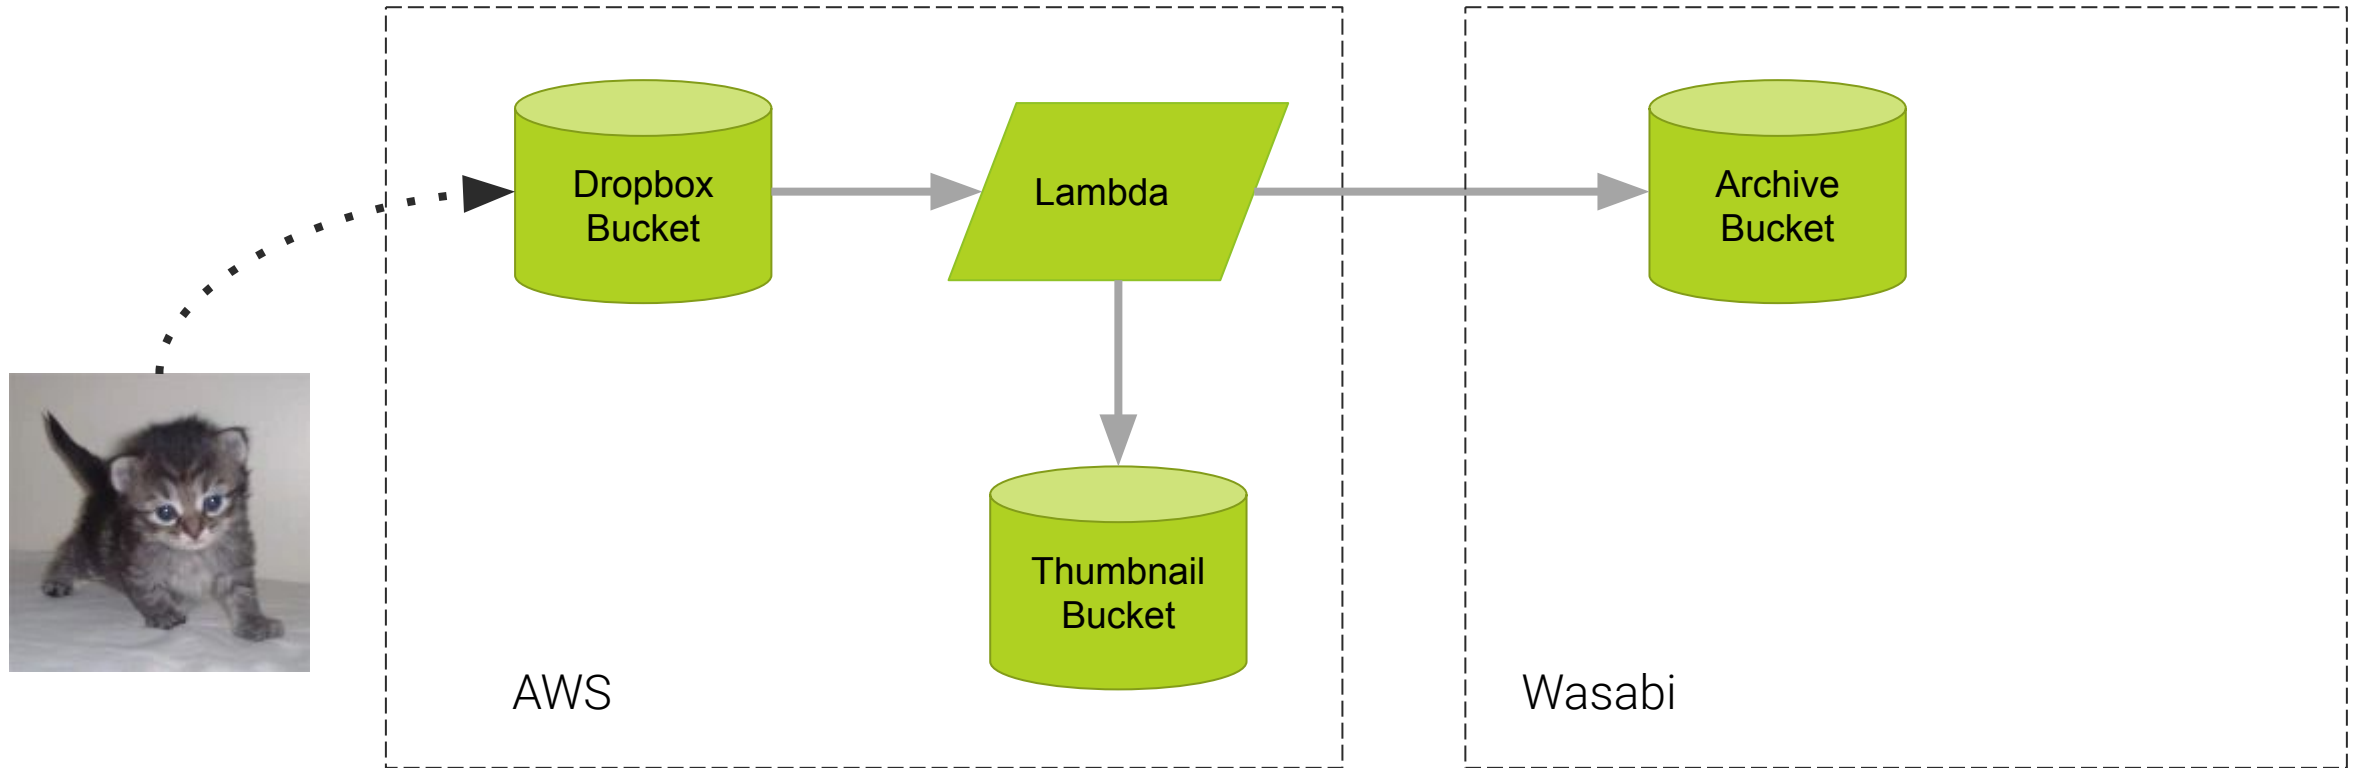 Dropbox
Bucket
Lambda
Archive
Bucket
Thumbnail
Bucket
AWS
Wasabi